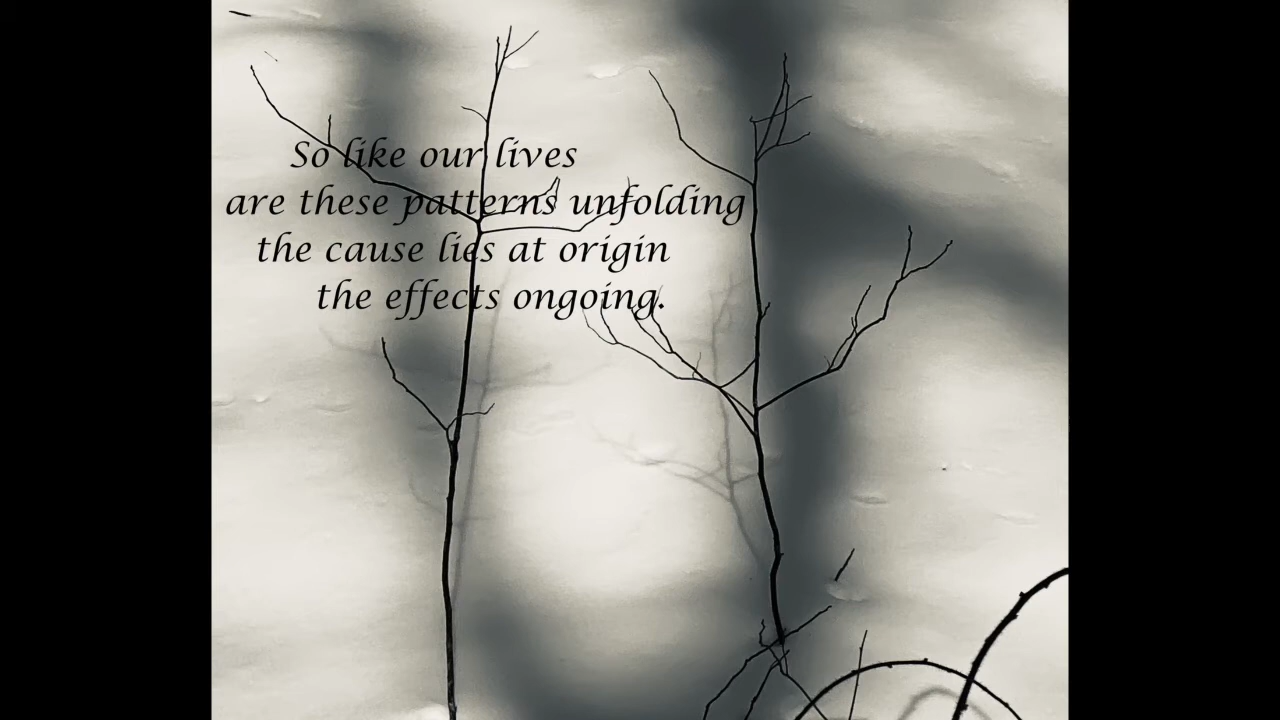 So like our lives
are these patterns unfolding
the cause lies at origin
the effects ongoing.